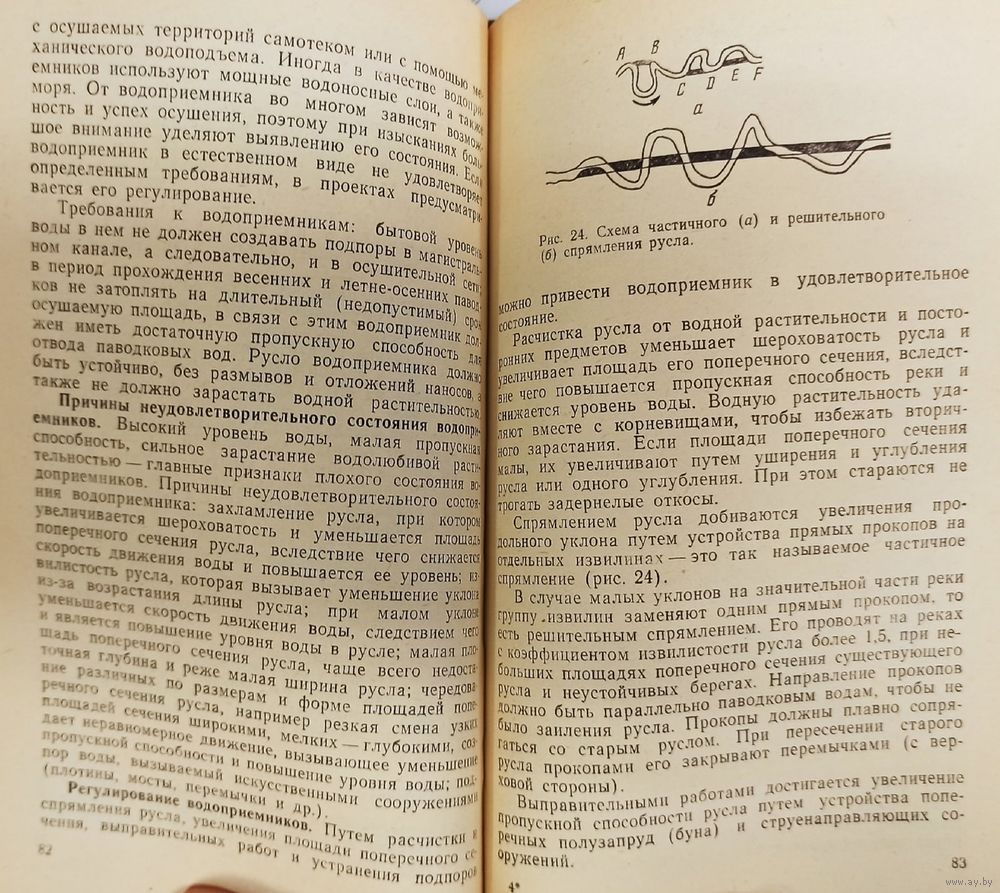 с осушаемых территорий самотеком или с помощью ме-
ханического водоподъема. Иногда в качестве водопри-
емников используют мощные водоносные слои, а также
моря. От водоприемника во многом зависят возмож-
ность и успех осушения, поэтому при изысканиях боль-
шое внимание уделяют выявлению его состояния. Если
водоприемник в естественном виде не удовлетворяет
определенным требованиям, в проектах предусматри-
вается его регулирование.
Требования к водоприемникам: бытовой уровень
воды в нем не должен создавать подпоры в магистраль-
ном канале, а следовательно, и в осушительной сети;
в период прохождения весенних и летне-осенних павод-
ков не затоплять на длительный (недопустимый) срок
осушаемую площадь, в связи с этим водоприемник дол-
жен иметь достаточную пропускную способность для
отвода паводковых вод. Русло водоприемника должно
быть устойчиво, без размывов и отложений наносов, а
также не должно зарастать водной растительностью.
Причины неудовлетворительного состояния водопри-
емников. Высокий уровень воды, малая пропускная
способность, сильное зарастание водолюбивой расти-
тельностью — главные признаки плохого состояния во-
доприемников. Причины неудовлетворительного состоя-
ния водоприемника: захламление русла, при котором
увеличивается шероховатость и уменьшается площадь
поперечного сечения русла, вследствие чего снижается
скорость движения воды и повышается ее уровень; из-
вилистость русла, которая вызывает уменьшение уклона
из-за возрастания длины русла; при малом уклоне
уменьшается скорость движения воды, следствием чего
и является повышение уровня воды в русле; малая пло-
щадь поперечного сечения русла, чаще всего недоста-
точная глубина и реже малая ширина русла; чередова-
ние различных по размерам и форме площадей попе-
речного сечения русла, например резкая смена узких
площадей сечения широкими, мелких — глубокими, соз-
дает неравномерное движение, вызывающее уменьшение
пропускной способности и повышение уровня воды; под-
пор воды, вызываемый искусственными сооружениями
(плотины, мосты, перемычки и др.).
Регулирование водоприемников. Путем расчистки и
спрямления русла, увеличения площади поперечного се-
чения, выправительных работ и устранения подпоров
82
A B
C D E F
а
б
Рис. 24. Схема частичного (а) и решительного
(б) спрямления русла.
можно привести водоприемник в удовлетворительное
состояние.
Расчистка русла от водной растительности и посто-
ронних предметов уменьшает шероховатость русла и
увеличивает площадь его поперечного сечения, вследст-
вие чего повышается пропускная способность реки и
снижается уровень воды. Водную растительность уда-
ляют вместе с корневищами, чтобы избежать вторич-
ного зарастания. Если площади поперечного сечения
малы, их увеличивают путем уширения и углубления
русла или одного углубления. При этом стараются не
трогать задернелые откосы.
Спрямлением русла добиваются увеличения про-
дольного уклона путем устройства прямых прокопов на
отдельных извилинах — это так называемое частичное
спрямление (рис. 24).
В случае малых уклонов на значительной части реки
группу извилин заменяют одним прямым прокопом, то
есть решительным спрямлением. Его проводят на реках
с коэффициентом извилистости русла более 1,5, при не-
больших площадях поперечного сечения существующего
русла и неустойчивых берегах. Направление прокопов
должно быть параллельно паводковым водам, чтобы не
было заиления русла. Прокопы должны плавно сопря-
гаться со старым руслом. При пересечении старого
русла прокопами его закрывают перемычками (с вер-
ховой стороны).
Выправительными работами достигается увеличение
пропускной способности русла путем устройства попе-
речных полузапруд (буна) и струенаправляющих со-
оружений.
4*
83
www.ay.by